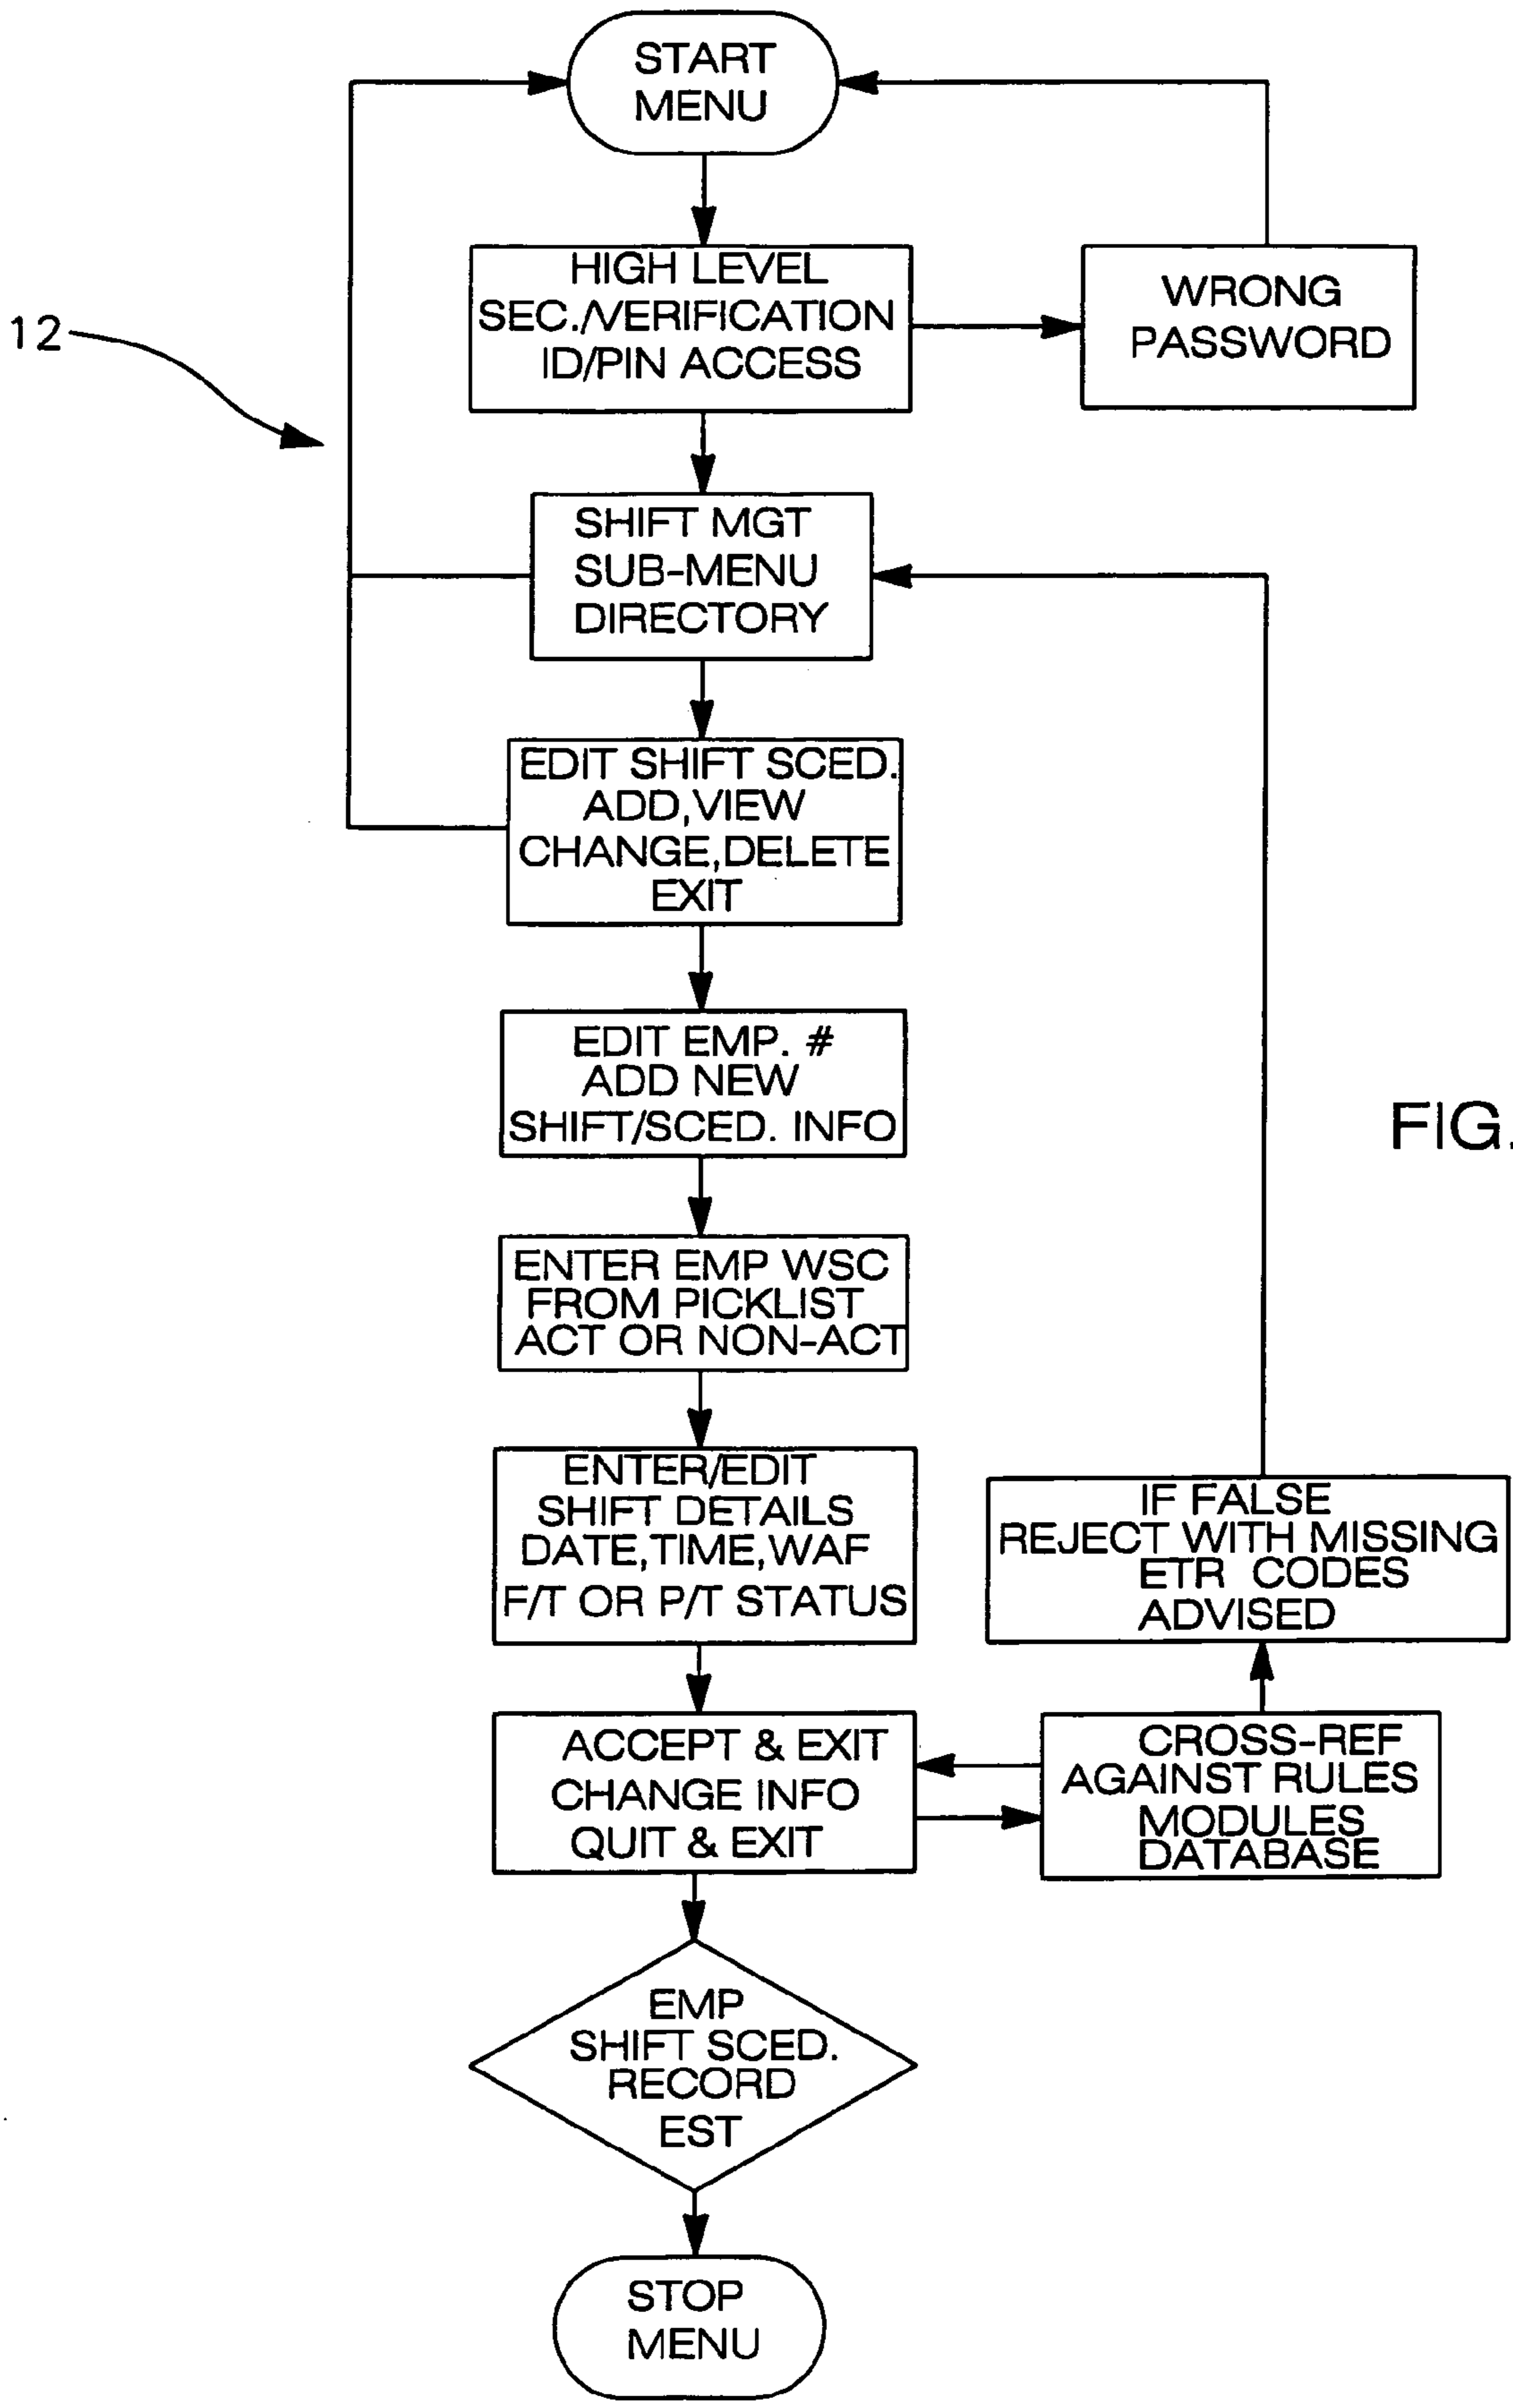 START
MENU
HIGH LEVEL
SEC./VERIFICATION
ID/PIN ACCESS
WRONG
PASSWORD
12
SHIFT MGT
SUB-MENU
DIRECTORY
EDIT SHIFT SCED.
ADD,VIEW
CHANGE,DELETE
EXIT
EDIT EMP. #
ADD NEW
SHIFT/SCED. INFO
FIG.
ENTER EMP WSC
FROM PICKLIST
ACT OR NON-ACT
ENTER/EDIT
SHIFT DETAILS
DATE,TIME,WAF
F/T OR P/T STATUS
IF FALSE
REJECT WITH MISSING
ETR CODES
ADVISED
ACCEPT & EXIT
CHANGE INFO
QUIT & EXIT
CROSS-REF
AGAINST RULES
MODULES
DATABASE
EMP
SHIFT SCED.
RECORD
EST
STOP
MENU